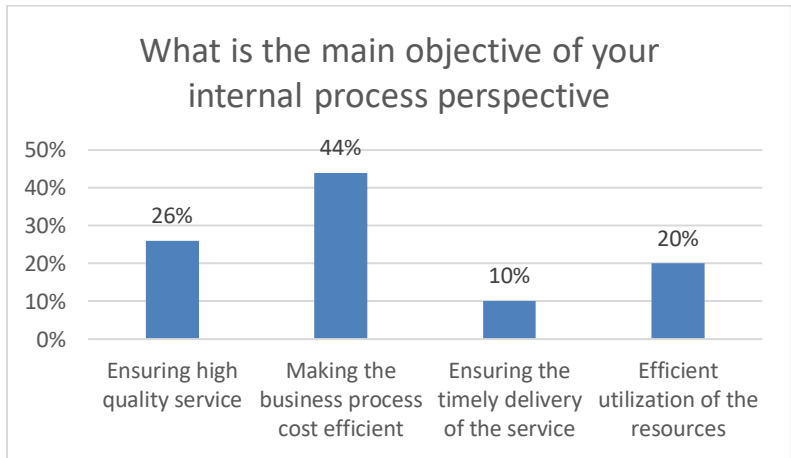 What is the main objective of your
internal process perspective
50%
40%
30%
20%
10%
0%
26%
44%
10%
20%
Ensuring high
quality service
Making the
business process
cost efficient
Ensuring the
timely delivery
of the service
Efficient
utilization of the
resources